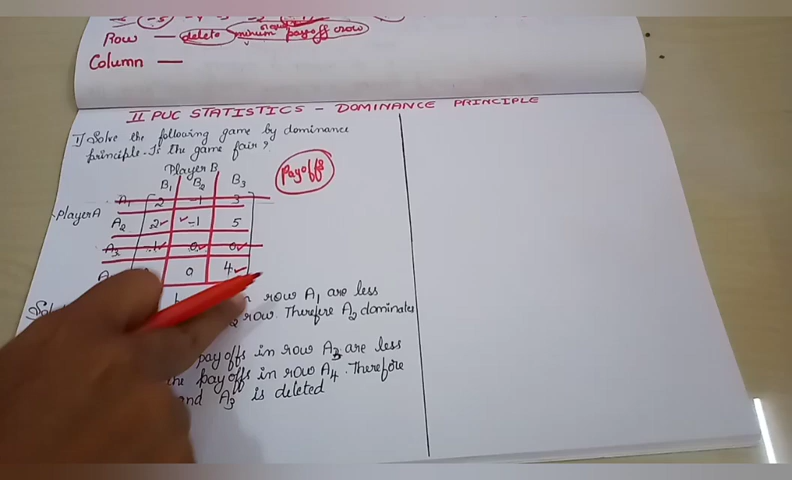 Row — delete minimum payoff row
Column —
II PUC STATISTICS - DOMINANCE PRINCIPLE
1) Solve the following game by dominance
principle. Is the game fair?
Player B
Payoffs
B1 B2 B3
A1 2 -1 3
Player A
A2 2 -1 5
A3 0 0
0 4
in row A1 are less
row. Therefore A2 dominates
payoffs in row A3 are less
the payoffs in row A4. Therefore
and A3 is deleted